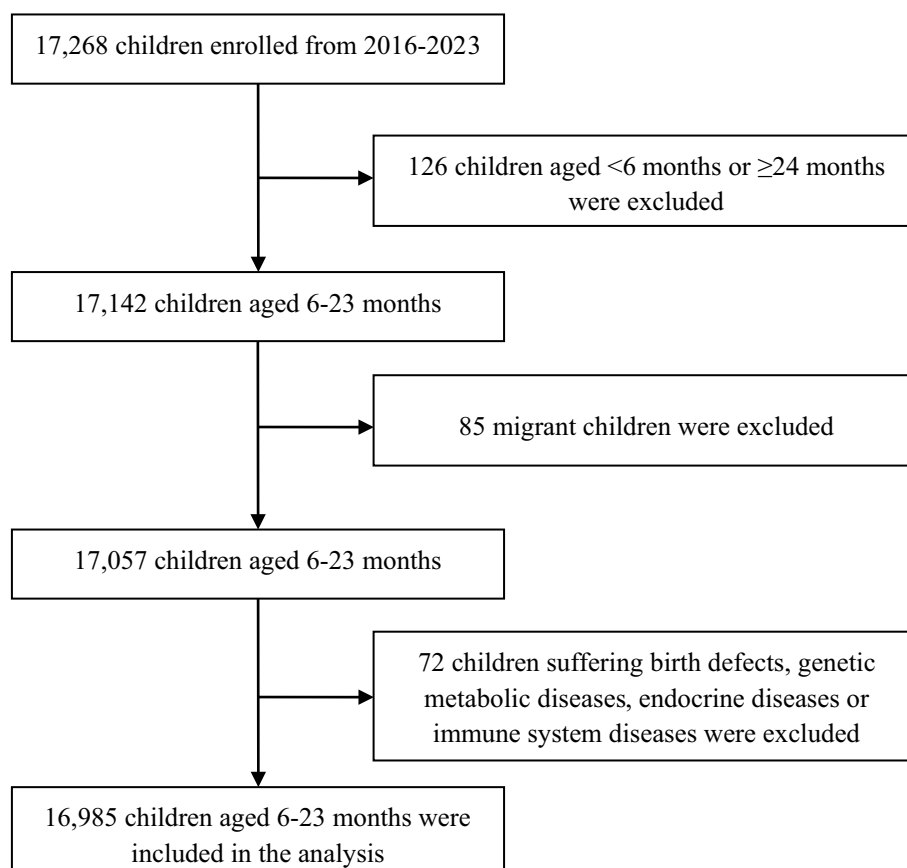 17,268 children enrolled from 2016-2023
126 children aged <6 months or ≥24 months
were excluded
17,142 children aged 6-23 months
85 migrant children were excluded
17,057 children aged 6-23 months
72 children suffering birth defects, genetic
metabolic diseases, endocrine diseases or
immune system diseases were excluded
16,985 children aged 6-23 months were
included in the analysis